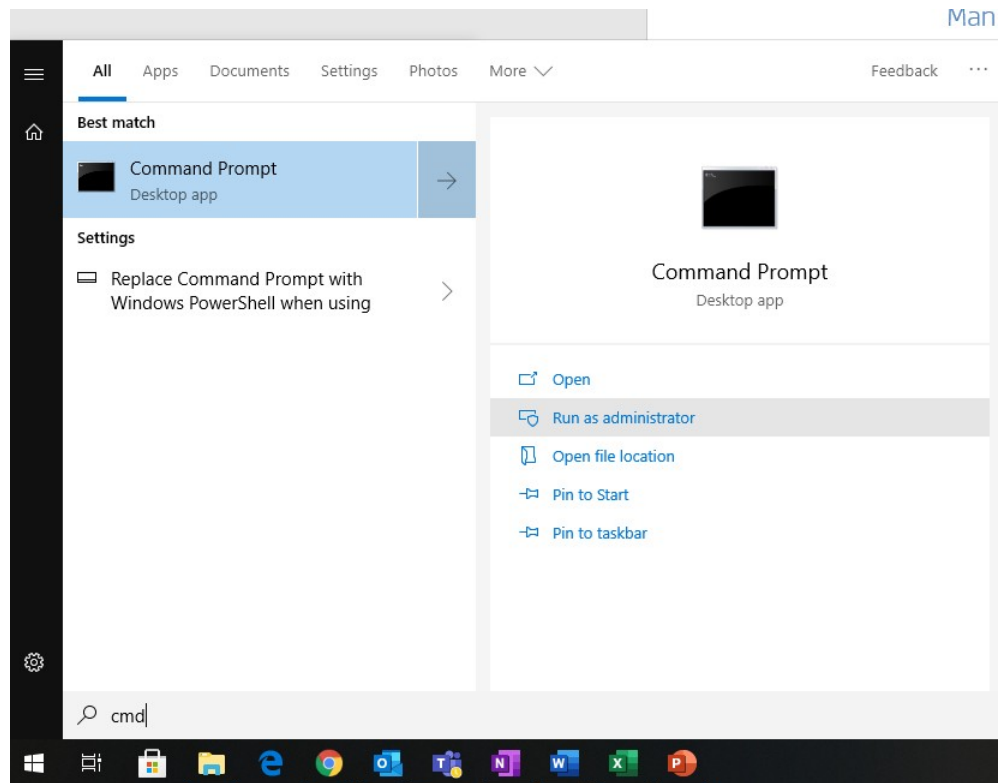 Man
All Apps Documents Settings Photos More Feedback ...
Best match
Command Prompt
Desktop app
Settings
Replace Command Prompt with
Windows PowerShell when using
Command Prompt
Desktop app
Open
Run as administrator
Open file location
Pin to Start
Pin to taskbar
cmd